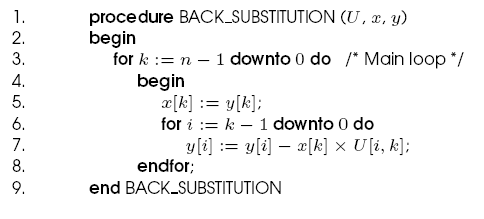 1. procedure BACK_SUBSTITUTION (U, x, y)
2. begin
3. for k := n − 1 downto 0 do /* Main loop */
4. begin
5. x[k] := y[k];
6. for i := k − 1 downto 0 do
7. y[i] := y[i] − x[k] × U[i, k];
8. endfor;
9. end BACK_SUBSTITUTION